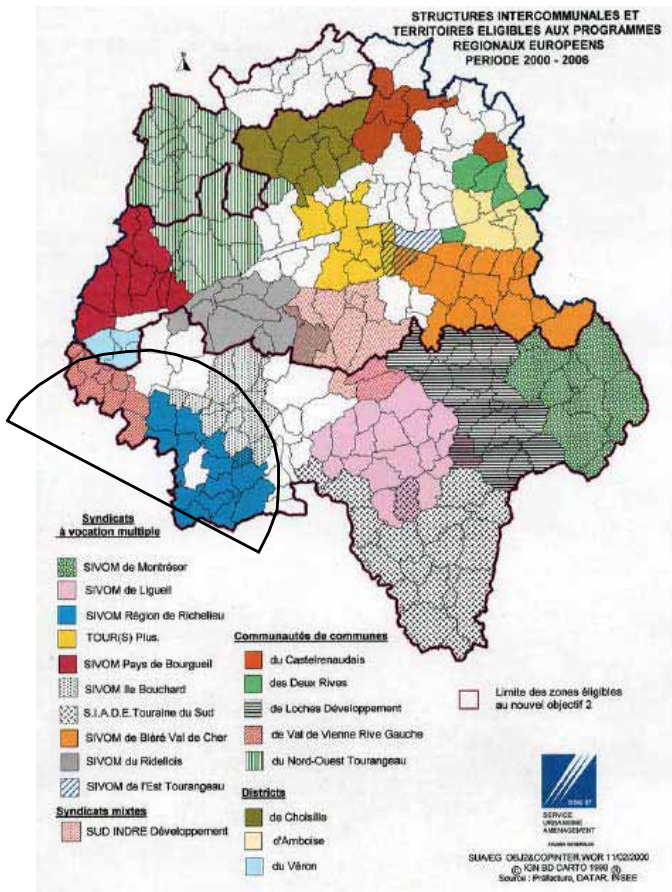 STRUCTURES INTERCOMMUNALES ET
TERRITOIRES ELIGIBLES AUX PROGRAMMES
REGIONAUX EUROPEENS
PERIODE 2000 - 2006
Syndicats
à vocation multiple
SIVOM de Montrésor
SIVOM de Ligueil
SIVOM Région de Richelieu
TOUR(S) Plus.
SIVOM Pays de Bourgueil
SIVOM Ile Bouchard
S.I.A.D.E.Touraine du Sud
SIVOM de Bléré Val de Cher
SIVOM du Ridellois
SIVOM de l'Est Tourangeau
Syndicats mixtes
SUD INDRE Développement
Communautés de communes
du Castelrenaudais
des Deux Rives
de Loches Développement
de Val de Vienne Rive Gauche
du Nord-Ouest Tourangeau
Districts
de Choisille
d'Amboise
du Véron
Limite des zones éligibles
au nouvel objectif 2
SERVICE
URBANISME
AMENAGEMENT
SUA/EG OBJ2&COPINTER.WOR 11/02/2000
© IGN BD CARTO 1996 ®
Source : Préfecture, DATAR, INSEE